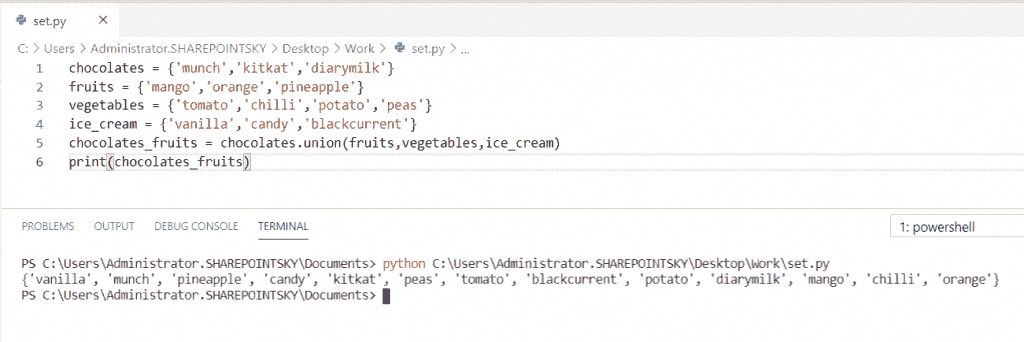 set.py ×
C: > Users > Administrator.SHAREPOINTSKY > Desktop > Work > set.py > ...
1 chocolates = {'munch','kitkat','diarymilk'}
2 fruits = {'mango','orange','pineapple'}
3 vegetables = {'tomato','chilli','potato','peas'}
4 ice_cream = {'vanilla','candy','blackcurrent'}
5 chocolates_fruits = chocolates.union(fruits,vegetables,ice_cream)
6 print(chocolates_fruits)
PROBLEMS OUTPUT DEBUG CONSOLE TERMINAL 1: powershell
PS C:\Users\Administrator.SHAREPOINTSKY\Documents> python C:\Users\Administrator.SHAREPOINTSKY\Desktop\Work\set.py
{'vanilla', 'munch', 'pineapple', 'candy', 'kitkat', 'peas', 'tomato', 'blackcurrent', 'potato', 'diarymilk', 'mango', 'chilli', 'orange'}
PS C:\Users\Administrator.SHAREPOINTSKY\Documents>